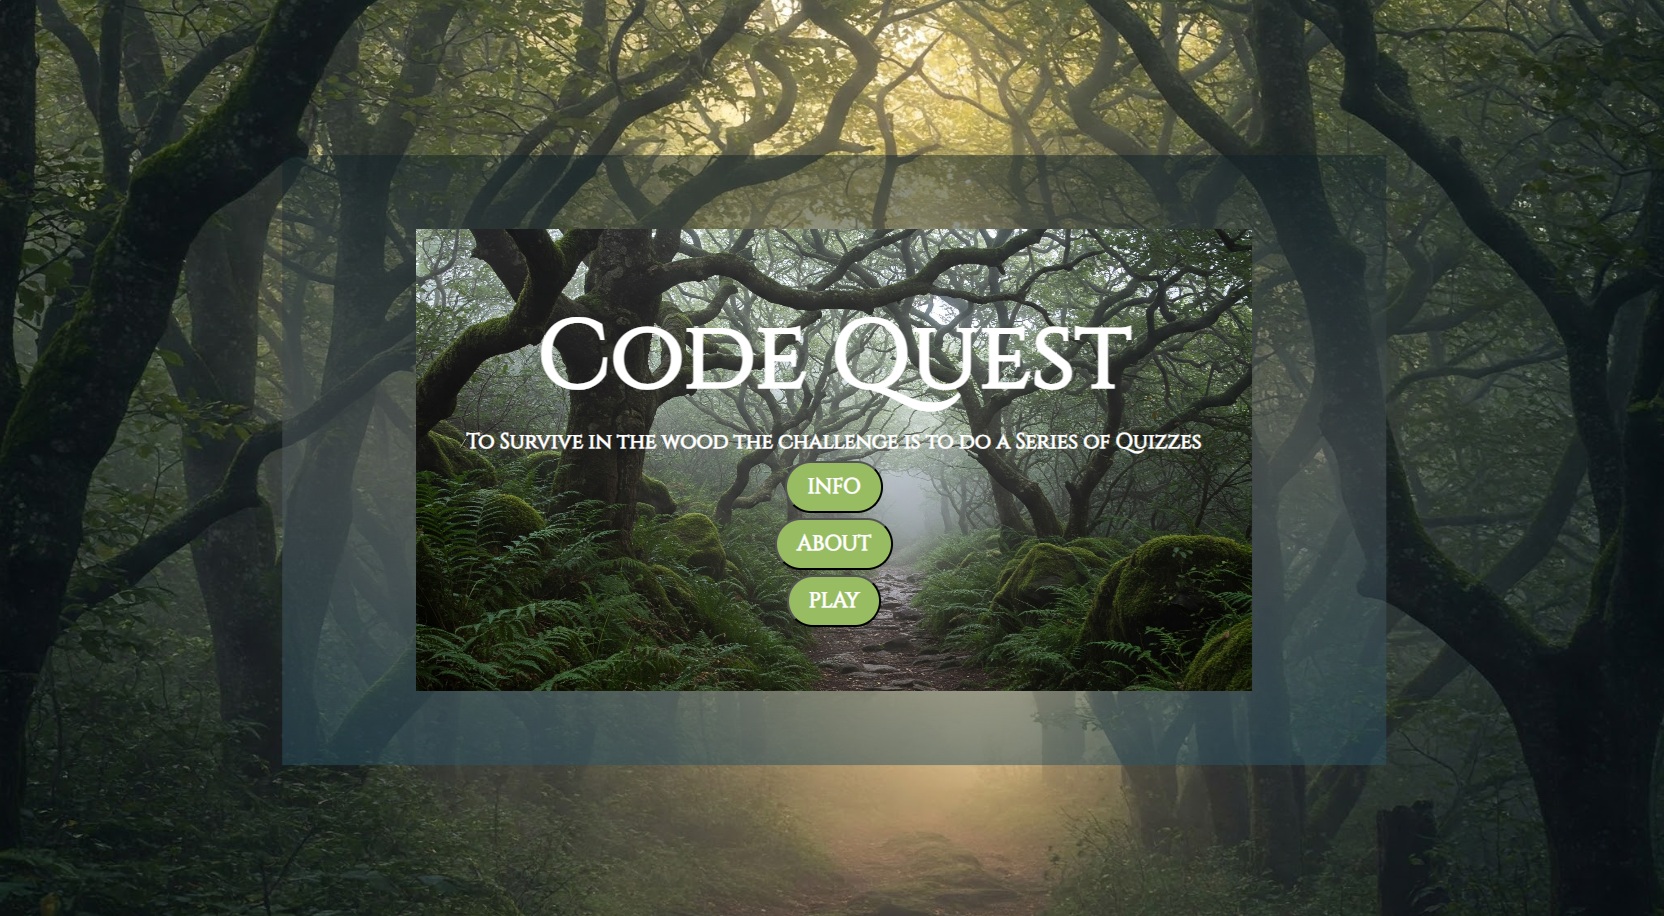 Code Quest
To Survive in the wood the challenge is to do a Series of Quizzes
INFO
ABOUT
PLAY